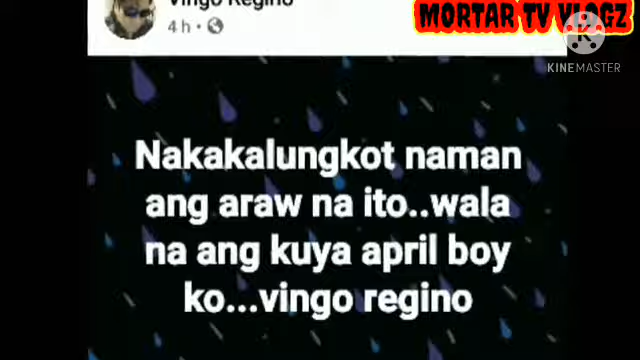 Vingo Regino
MORTAR TV VLOGZ
4 h
KINEMASTER
Nakakalungkot naman
ang araw na ito..wala
na ang kuya april boy
ko...vingo regino